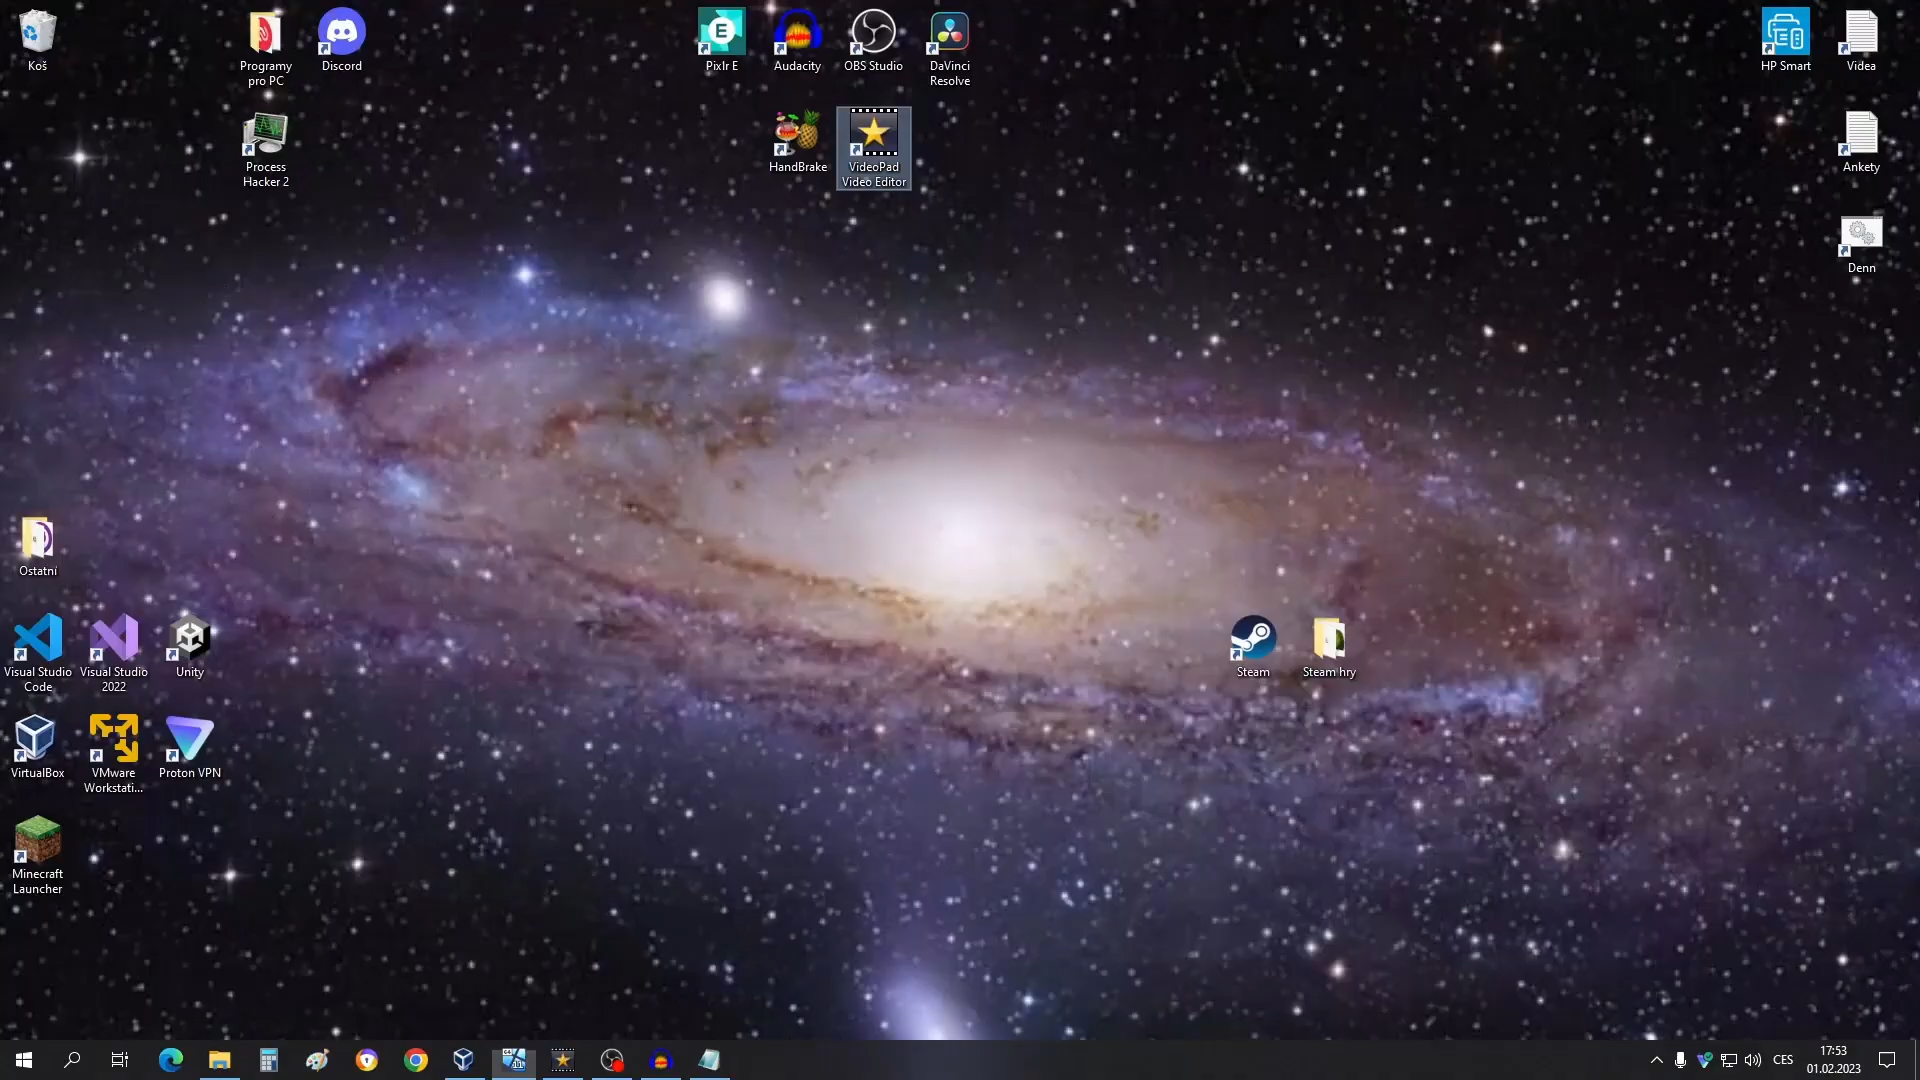 Koš
Programy
pro PC
Discord
Pixlr E
Audacity
OBS Studio
DaVinci
Resolve
HP Smart
Videa
Process
Hacker 2
HandBrake
VideoPad
Video Editor
Ankety
Denn
Ostatní
Visual Studio
Code
Visual Studio
2022
Unity
Steam
Steam hry
VirtualBox
VMware
Workstati...
Proton VPN
Minecraft
Launcher
CES
17:53
01.02.2023